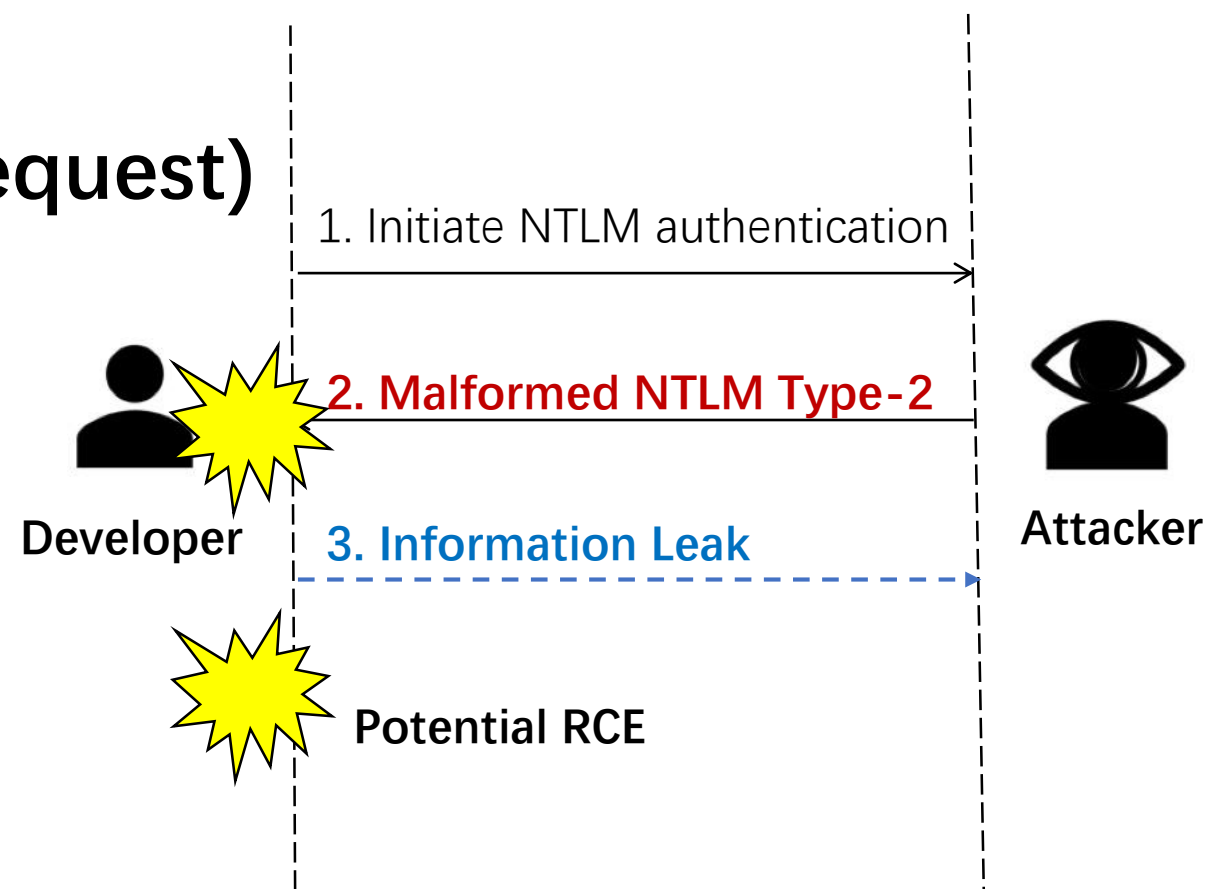 equest)
1. Initiate NTLM authentication
2. Malformed NTLM Type-2
Developer
3. Information Leak
Attacker
Potential RCE